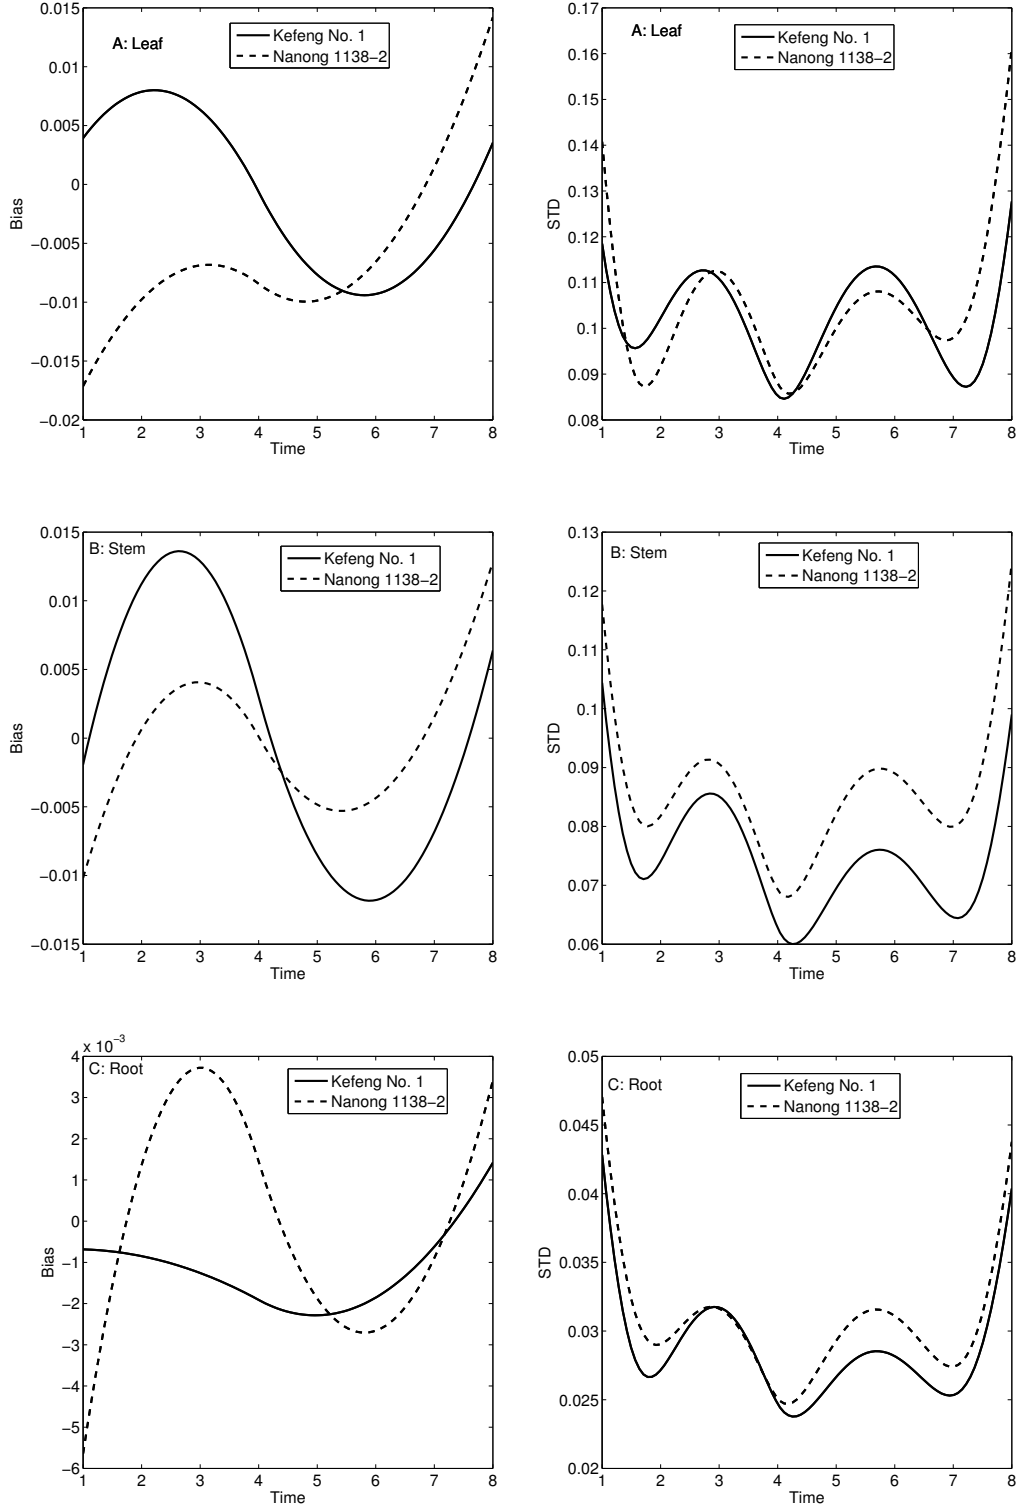 0.015
0.01
0.005
0
−0.005
−0.01
−0.015
−0.02
Bias
A: Leaf
Kefeng No. 1
Nanong 1138−2
1 2 3 4 5 6 7 8
Time
0.17
0.16
0.15
0.14
0.13
0.12
0.11
0.1
0.09
0.08
STD
A: Leaf
Kefeng No. 1
Nanong 1138−2
1 2 3 4 5 6 7 8
Time
0.015
0.01
0.005
0
−0.005
−0.01
−0.015
Bias
B: Stem
Kefeng No. 1
Nanong 1138−2
1 2 3 4 5 6 7 8
Time
0.13
0.12
0.11
0.1
0.09
0.08
0.07
0.06
STD
B: Stem
Kefeng No. 1
Nanong 1138−2
1 2 3 4 5 6 7 8
Time
x 10−3
4
3
2
1
0
−1
−2
−3
−4
−5
−6
Bias
C: Root
Kefeng No. 1
Nanong 1138−2
1 2 3 4 5 6 7 8
Time
0.05
0.045
0.04
0.035
0.03
0.025
0.02
STD
C: Root
Kefeng No. 1
Nanong 1138−2
1 2 3 4 5 6 7 8
Time